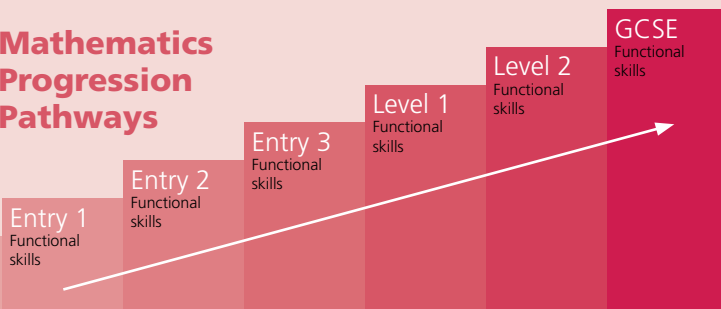 Mathematics
Progression
Pathways
Entry 1
Functional
skills
Entry 2
Functional
skills
Entry 3
Functional
skills
Level 1
Functional
skills
Level 2
Functional
skills
GCSE
Functional
skills